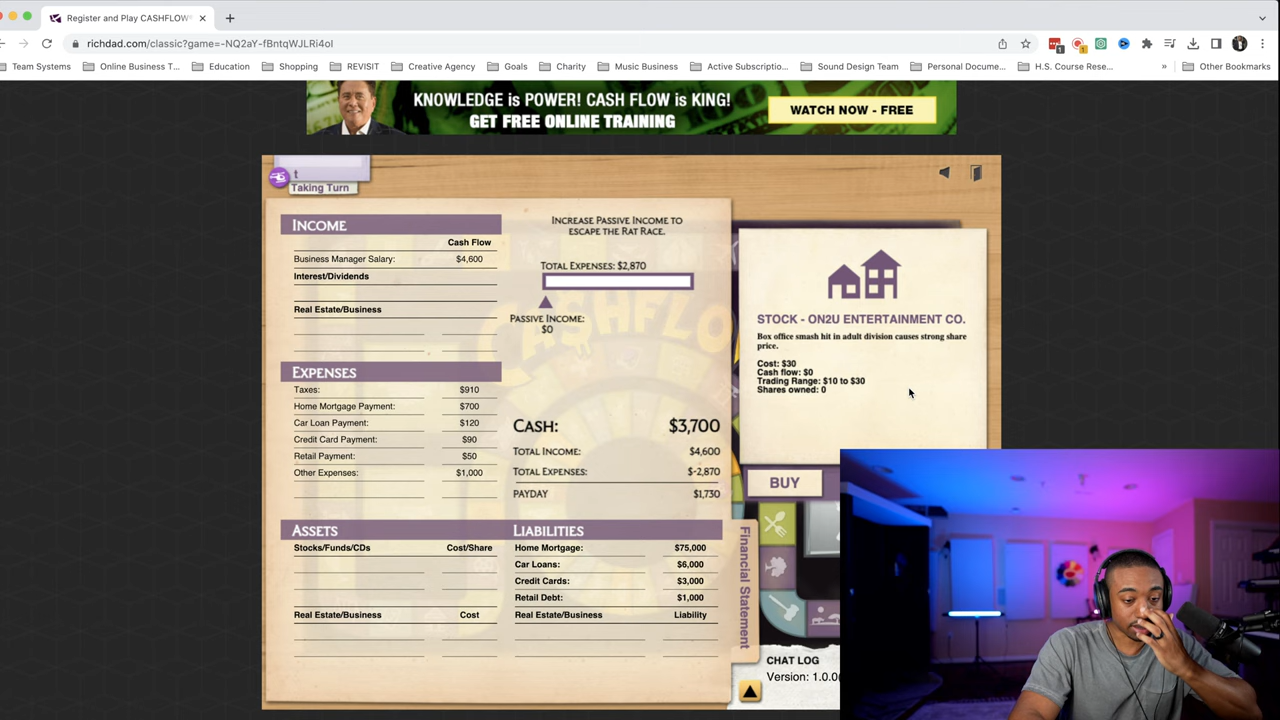 Register and Play CASHFLOW®
richdad.com/classic?game=-NQ2aY-fBntqWJLRi4oI
Team Systems
Online Business T...
Education
Shopping
REVISIT
Creative Agency
Goals
Charity
Music Business
Active Subscriptio...
Sound Design Team
Personal Docume...
H.S. Course Rese...
»
Other Bookmarks
KNOWLEDGE is POWER! CASH FLOW is KING!
GET FREE ONLINE TRAINING
WATCH NOW - FREE
t
Taking Turn
INCOME
Cash Flow
Business Manager Salary: $4,600
Interest/Dividends
Real Estate/Business
INCREASE PASSIVE INCOME TO
ESCAPE THE RAT RACE.
TOTAL EXPENSES: $2,870
PASSIVE INCOME:
$0
EXPENSES
Taxes: $910
Home Mortgage Payment: $700
Car Loan Payment: $120
Credit Card Payment: $90
Retail Payment: $50
Other Expenses: $1,000
CASH: $3,700
TOTAL INCOME: $4,600
TOTAL EXPENSES: $-2,870
PAYDAY $1,730
ASSETS
Stocks/Funds/CDs Cost/Share
Real Estate/Business Cost
LIABILITIES
Home Mortgage: $75,000
Car Loans: $6,000
Credit Cards: $3,000
Retail Debt: $1,000
Real Estate/Business Liability
Financial Statement
STOCK - ON2U ENTERTAINMENT CO.
Box office smash hit in adult division causes strong share
price.
Cost: $30
Cash flow: $0
Trading Range: $10 to $30
Shares owned: 0
BUY
CHAT LOG
Version: 1.0.0